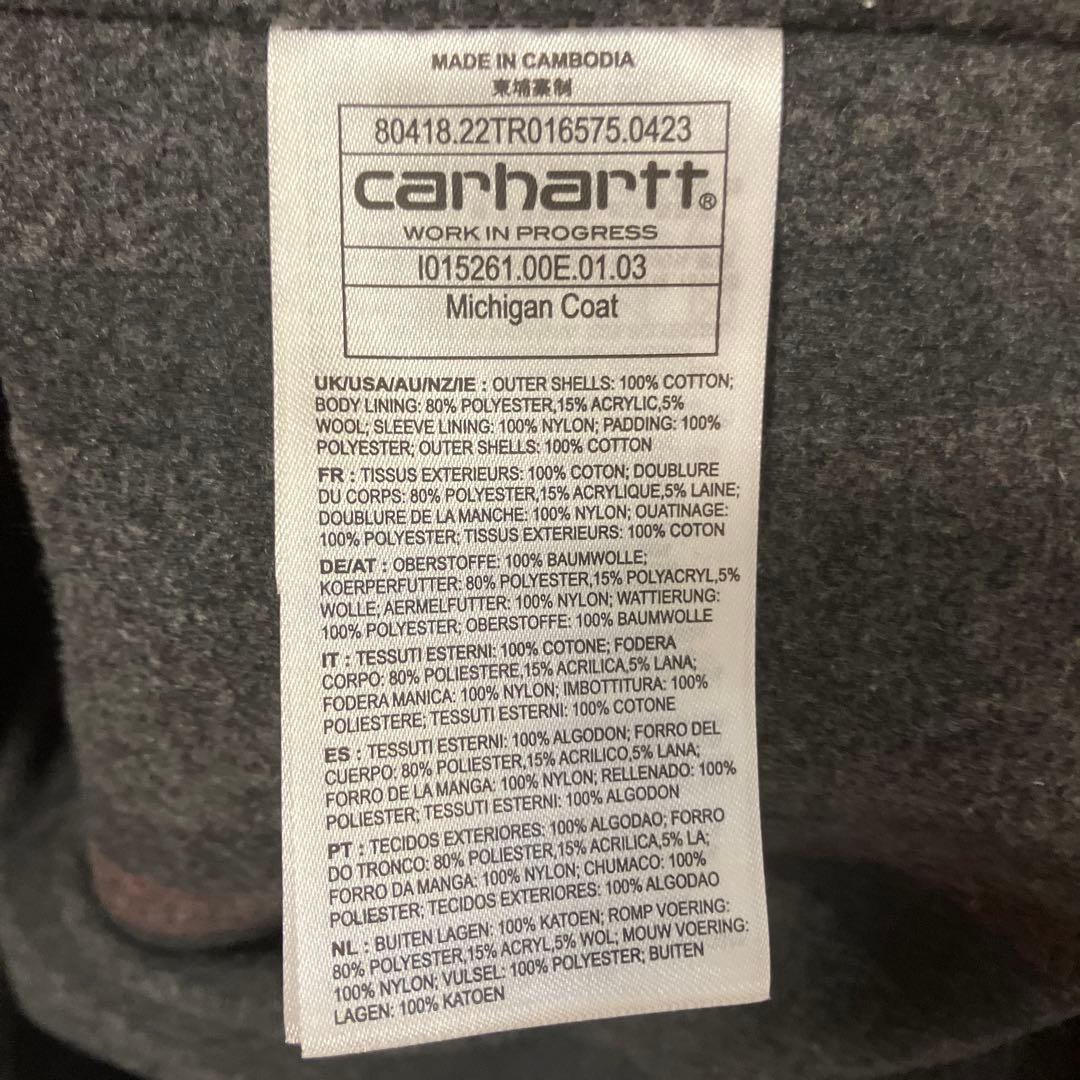 MADE IN CAMBODIA
柬埔寨制
80418.22TR016575.0423
carhartt®
WORK IN PROGRESS
I015261.00E.01.03
Michigan Coat
UK/USA/AU/NZ/IE : OUTER SHELLS: 100% COTTON;
BODY LINING: 80% POLYESTER,15% ACRYLIC,5%
WOOL; SLEEVE LINING: 100% NYLON; PADDING: 100%
POLYESTER; OUTER SHELLS: 100% COTTON
FR : TISSUS EXTERIEURS: 100% COTON; DOUBLURE
DU CORPS: 80% POLYESTER,15% ACRYLIQUE,5% LAINE;
DOUBLURE DE LA MANCHE: 100% NYLON; OUATINAGE:
100% POLYESTER; TISSUS EXTERIEURS: 100% COTON
DE/AT : OBERSTOFFE: 100% BAUMWOLLE;
KOERPERFUTTER: 80% POLYESTER,15% POLYACRYL,5%
WOLLE; AERMELFUTTER: 100% NYLON; WATTIERUNG:
100% POLYESTER; OBERSTOFFE: 100% BAUMWOLLE
IT : TESSUTI ESTERNI: 100% COTONE; FODERA
CORPO: 80% POLIESTERE,15% ACRILICA,5% LANA;
FODERA MANICA: 100% NYLON; IMBOTTITURA: 100%
POLIESTERE; TESSUTI ESTERNI: 100% COTONE
ES : TESSUTI ESTERNI: 100% ALGODON; FORRO DEL
CUERPO: 80% POLIESTER,15% ACRILICO,5% LANA;
FORRO DE LA MANGA: 100% NYLON; RELLENADO: 100%
POLIESTER; TESSUTI ESTERNI: 100% ALGODON
PT : TECIDOS EXTERIORES: 100% ALGODAO; FORRO
DO TRONCO: 80% POLIESTER,15% ACRILICA,5% LA;
FORRO DA MANGA: 100% NYLON; CHUMACO: 100%
POLIESTER; TECIDOS EXTERIORES: 100% ALGODAO
NL : BUITEN LAGEN: 100% KATOEN; ROMP VOERING:
80% POLYESTER,15% ACRYL,5% WOL; MOUW VOERING:
100% NYLON; VULSEL: 100% POLYESTER; BUITEN
LAGEN: 100% KATOEN